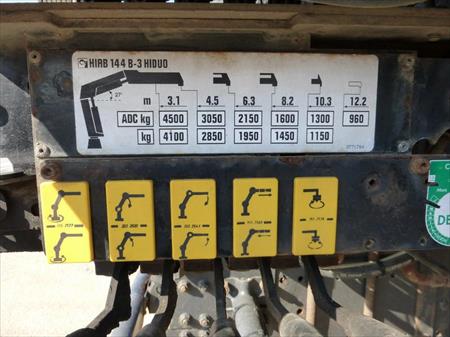 HIAB 144 B-3 HIDUO
27°
m 3.1 4.5 6.3 8.2 10.3 12.2
ADC kg 4500 3050 2150 1600 1300 960
kg 4100 2850 1950 1450 1150
DE